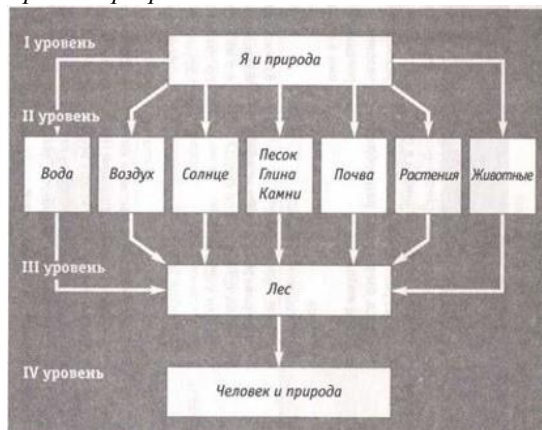 I уровень
Я и природа
II уровень
Вода
Воздух
Солнце
Песок
Глина
Камни
Почва
Растения
Животные
III уровень
Лес
IV уровень
Человек и природа